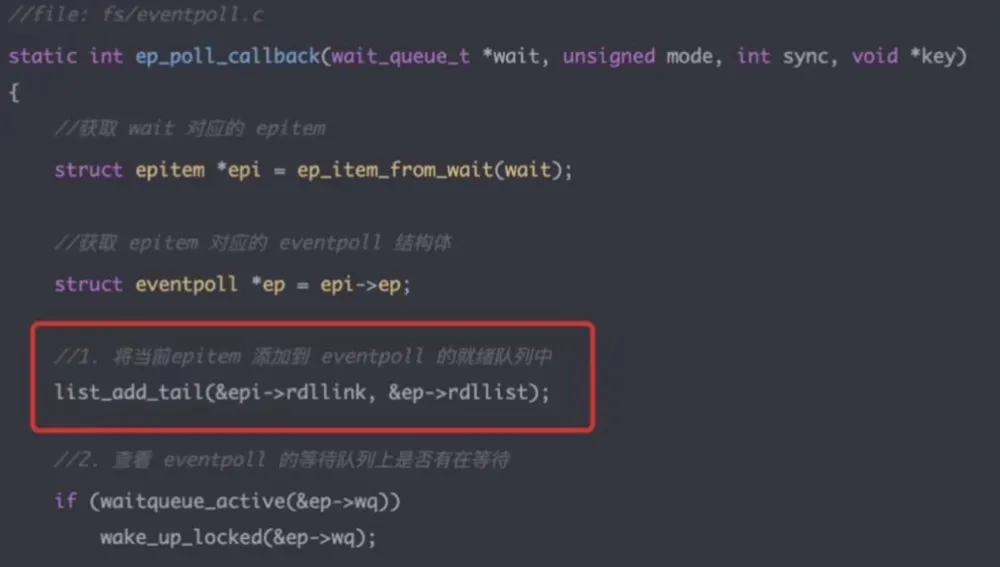 //file: fs/eventpoll.c
static int ep_poll_callback(wait_queue_t *wait, unsigned mode, int sync, void *key)
{
//获取 wait 对应的 epitem
struct epitem *epi = ep_item_from_wait(wait);
//获取 epitem 对应的 eventpoll 结构体
struct eventpoll *ep = epi->ep;
//1. 将当前epitem 添加到 eventpoll 的就绪队列中
list_add_tail(&epi->rdllink, &ep->rdllist);
//2. 查看 eventpoll 的等待队列上是否有在等待
if (waitqueue_active(&ep->wq))
wake_up_locked(&ep->wq);